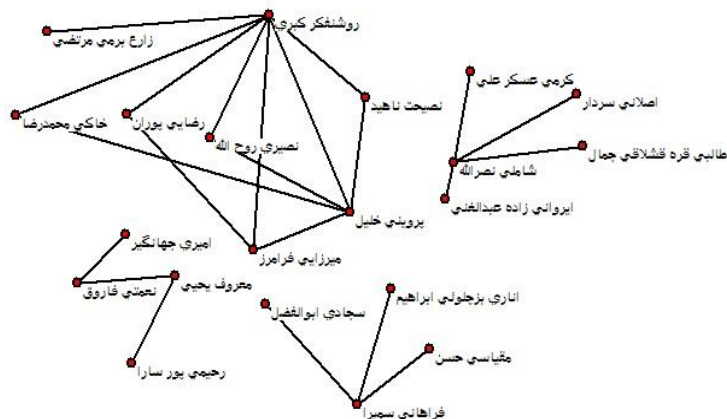 روشنفكر كبري
زارع برمي مرتضي
كرمي عسكر علي
اصلاني سردار
نصيحت ناهيد
خاكي محمدرضا
رضايي پوران
نصيري روح الله
طالبي قره قشلاقي جمال
شاملي نصرالله
ايرواني زاده عبدالغني
پرويني خليل
اميري جهانگير
ميرزايي فرامرز
نعمتي فاروق
معروف يحيي
اناري بزچلوئي ابراهيم
سجادي ابوالفضل
مقياسي حسن
رحيمي پور سارا
فراهاني سميرا